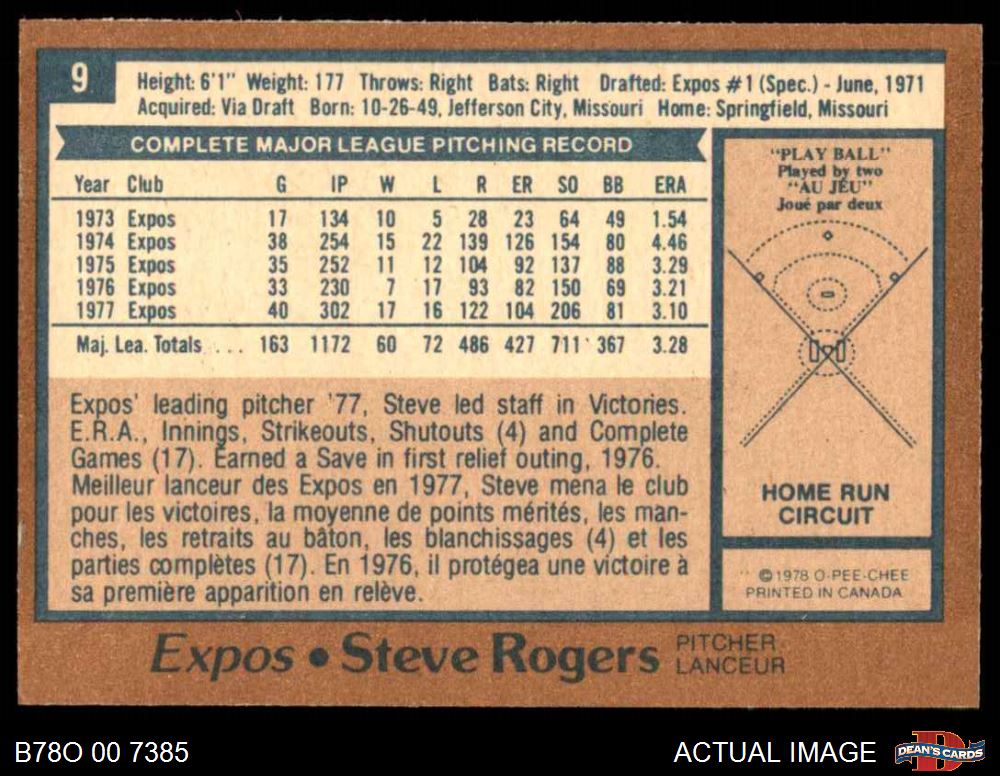 9
Height: 6'1" Weight: 177 Throws: Right Bats: Right Drafted: Expos #1 (Spec.) - June, 1971
Acquired: Via Draft Born: 10-26-49, Jefferson City, Missouri Home: Springfield, Missouri
COMPLETE MAJOR LEAGUE PITCHING RECORD
Year Club G IP W L R ER SO BB ERA
1973 Expos 17 134 10 5 28 23 64 49 1.54
1974 Expos 38 254 15 22 139 126 154 80 4.46
1975 Expos 35 252 11 12 104 92 137 88 3.29
1976 Expos 33 230 7 17 93 82 150 69 3.21
1977 Expos 40 302 17 16 122 104 206 81 3.10
Maj. Lea. Totals ... 163 1172 60 72 486 427 711 367 3.28
Expos' leading pitcher '77, Steve led staff in Victories.
E.R.A., Innings, Strikeouts, Shutouts (4) and Complete
Games (17). Earned a Save in first relief outing, 1976.
Meilleur lanceur des Expos en 1977, Steve mena le club
pour les victoires, la moyenne de points mérités, les man-
ches, les retraits au bâton, les blanchissages (4) et les
parties complètes (17). En 1976, il protégea une victoire à
sa première apparition en relève.
"PLAY BALL"
Played by two
"AU JEU"
Joué par deux
HOME RUN
CIRCUIT
©1978 O-PEE-CHEE
PRINTED IN CANADA
Expos • Steve Rogers
PITCHER
LANCEUR
B78O 00 7385
ACTUAL IMAGE
D
DEAN'S CARDS